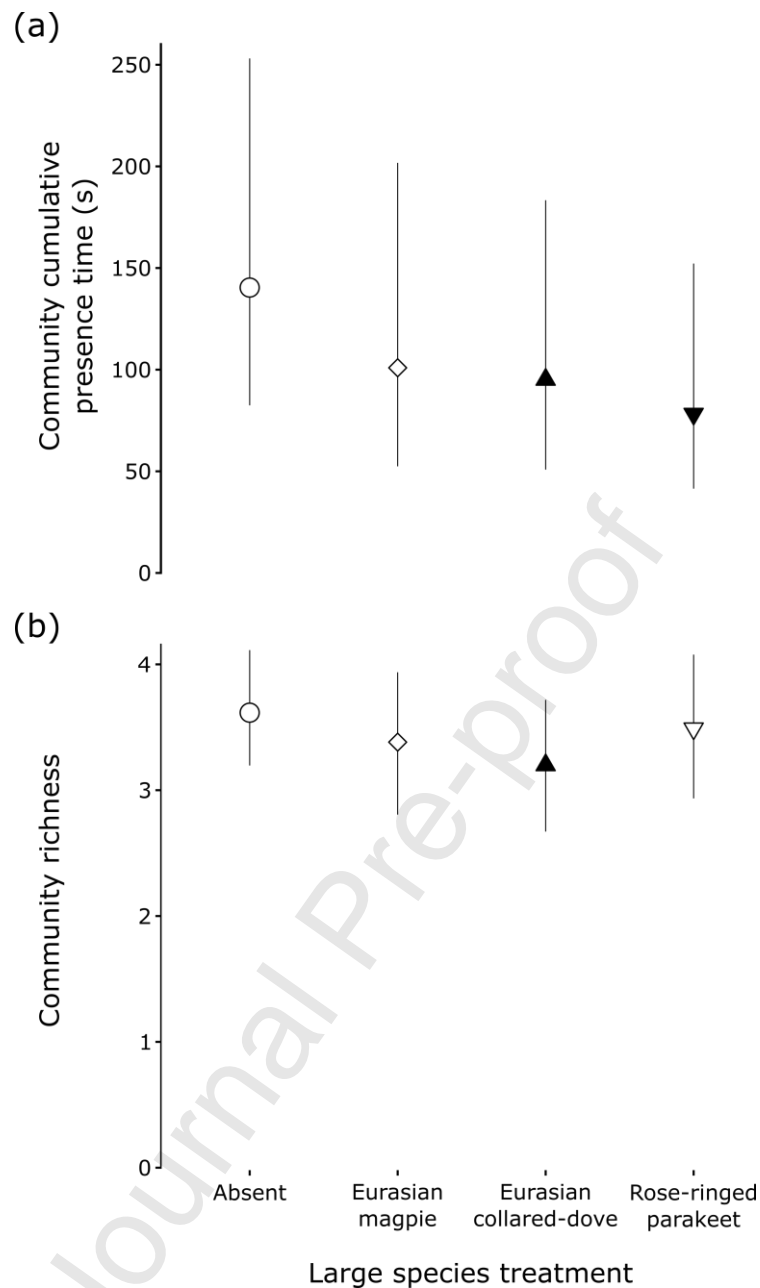 (a)
Community cumulative
presence time (s)
250
200
150
100
50
0
(b)
Community richness
4
3
2
1
0
Absent
Eurasian
magpie
Eurasian
collared-dove
Rose-ringed
parakeet
Large species treatment
Journal Pre-proof